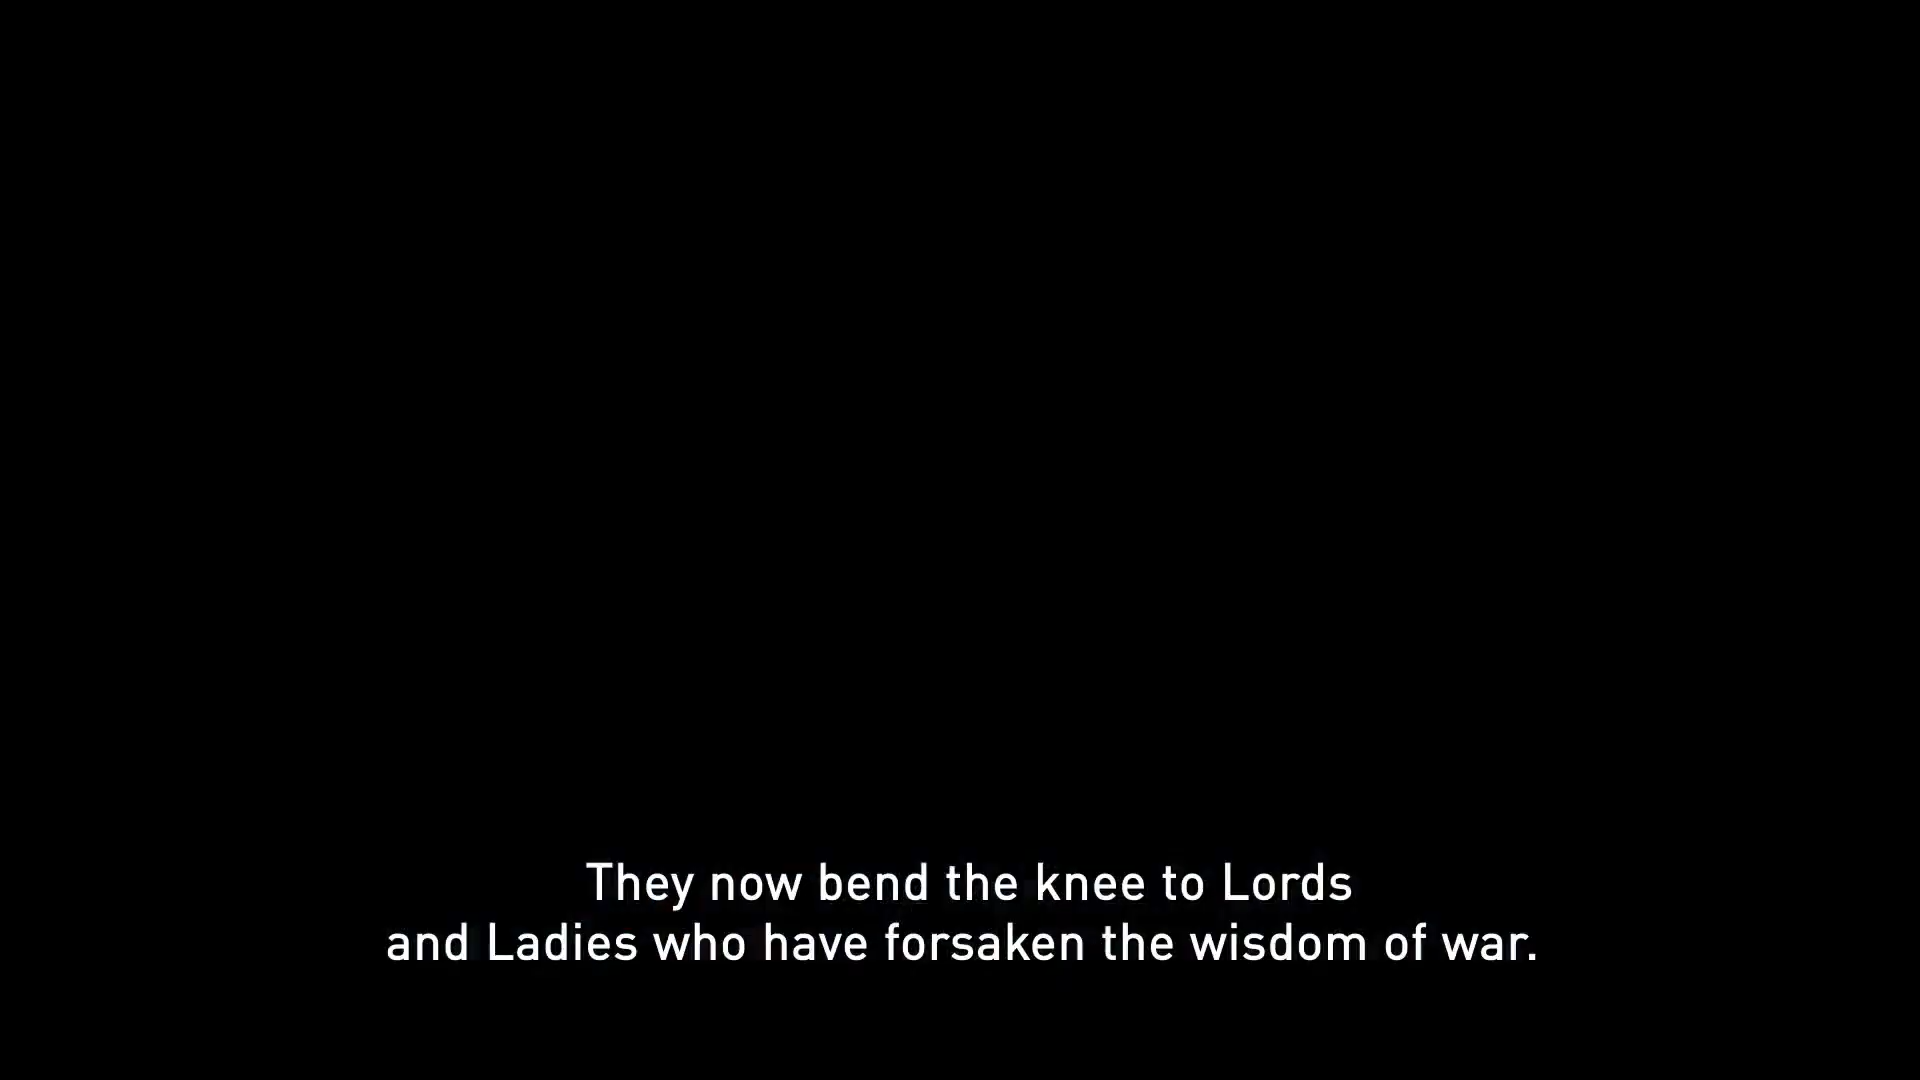 They now bend the knee to Lords
and Ladies who have forsaken the wisdom of war.